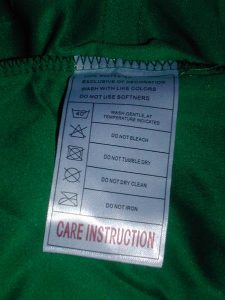 EXCLUSIVE OF DECORATION
WASH WITH LIKE COLORS
DO NOT USE SOFTNERS
40°
WASH GENTLE, AT
TEMPERATURE INDICATED
DO NOT BLEACH
DO NOT TUMBLE DRY
DO NOT DRY CLEAN
DO NOT IRON
CARE INSTRUCTION